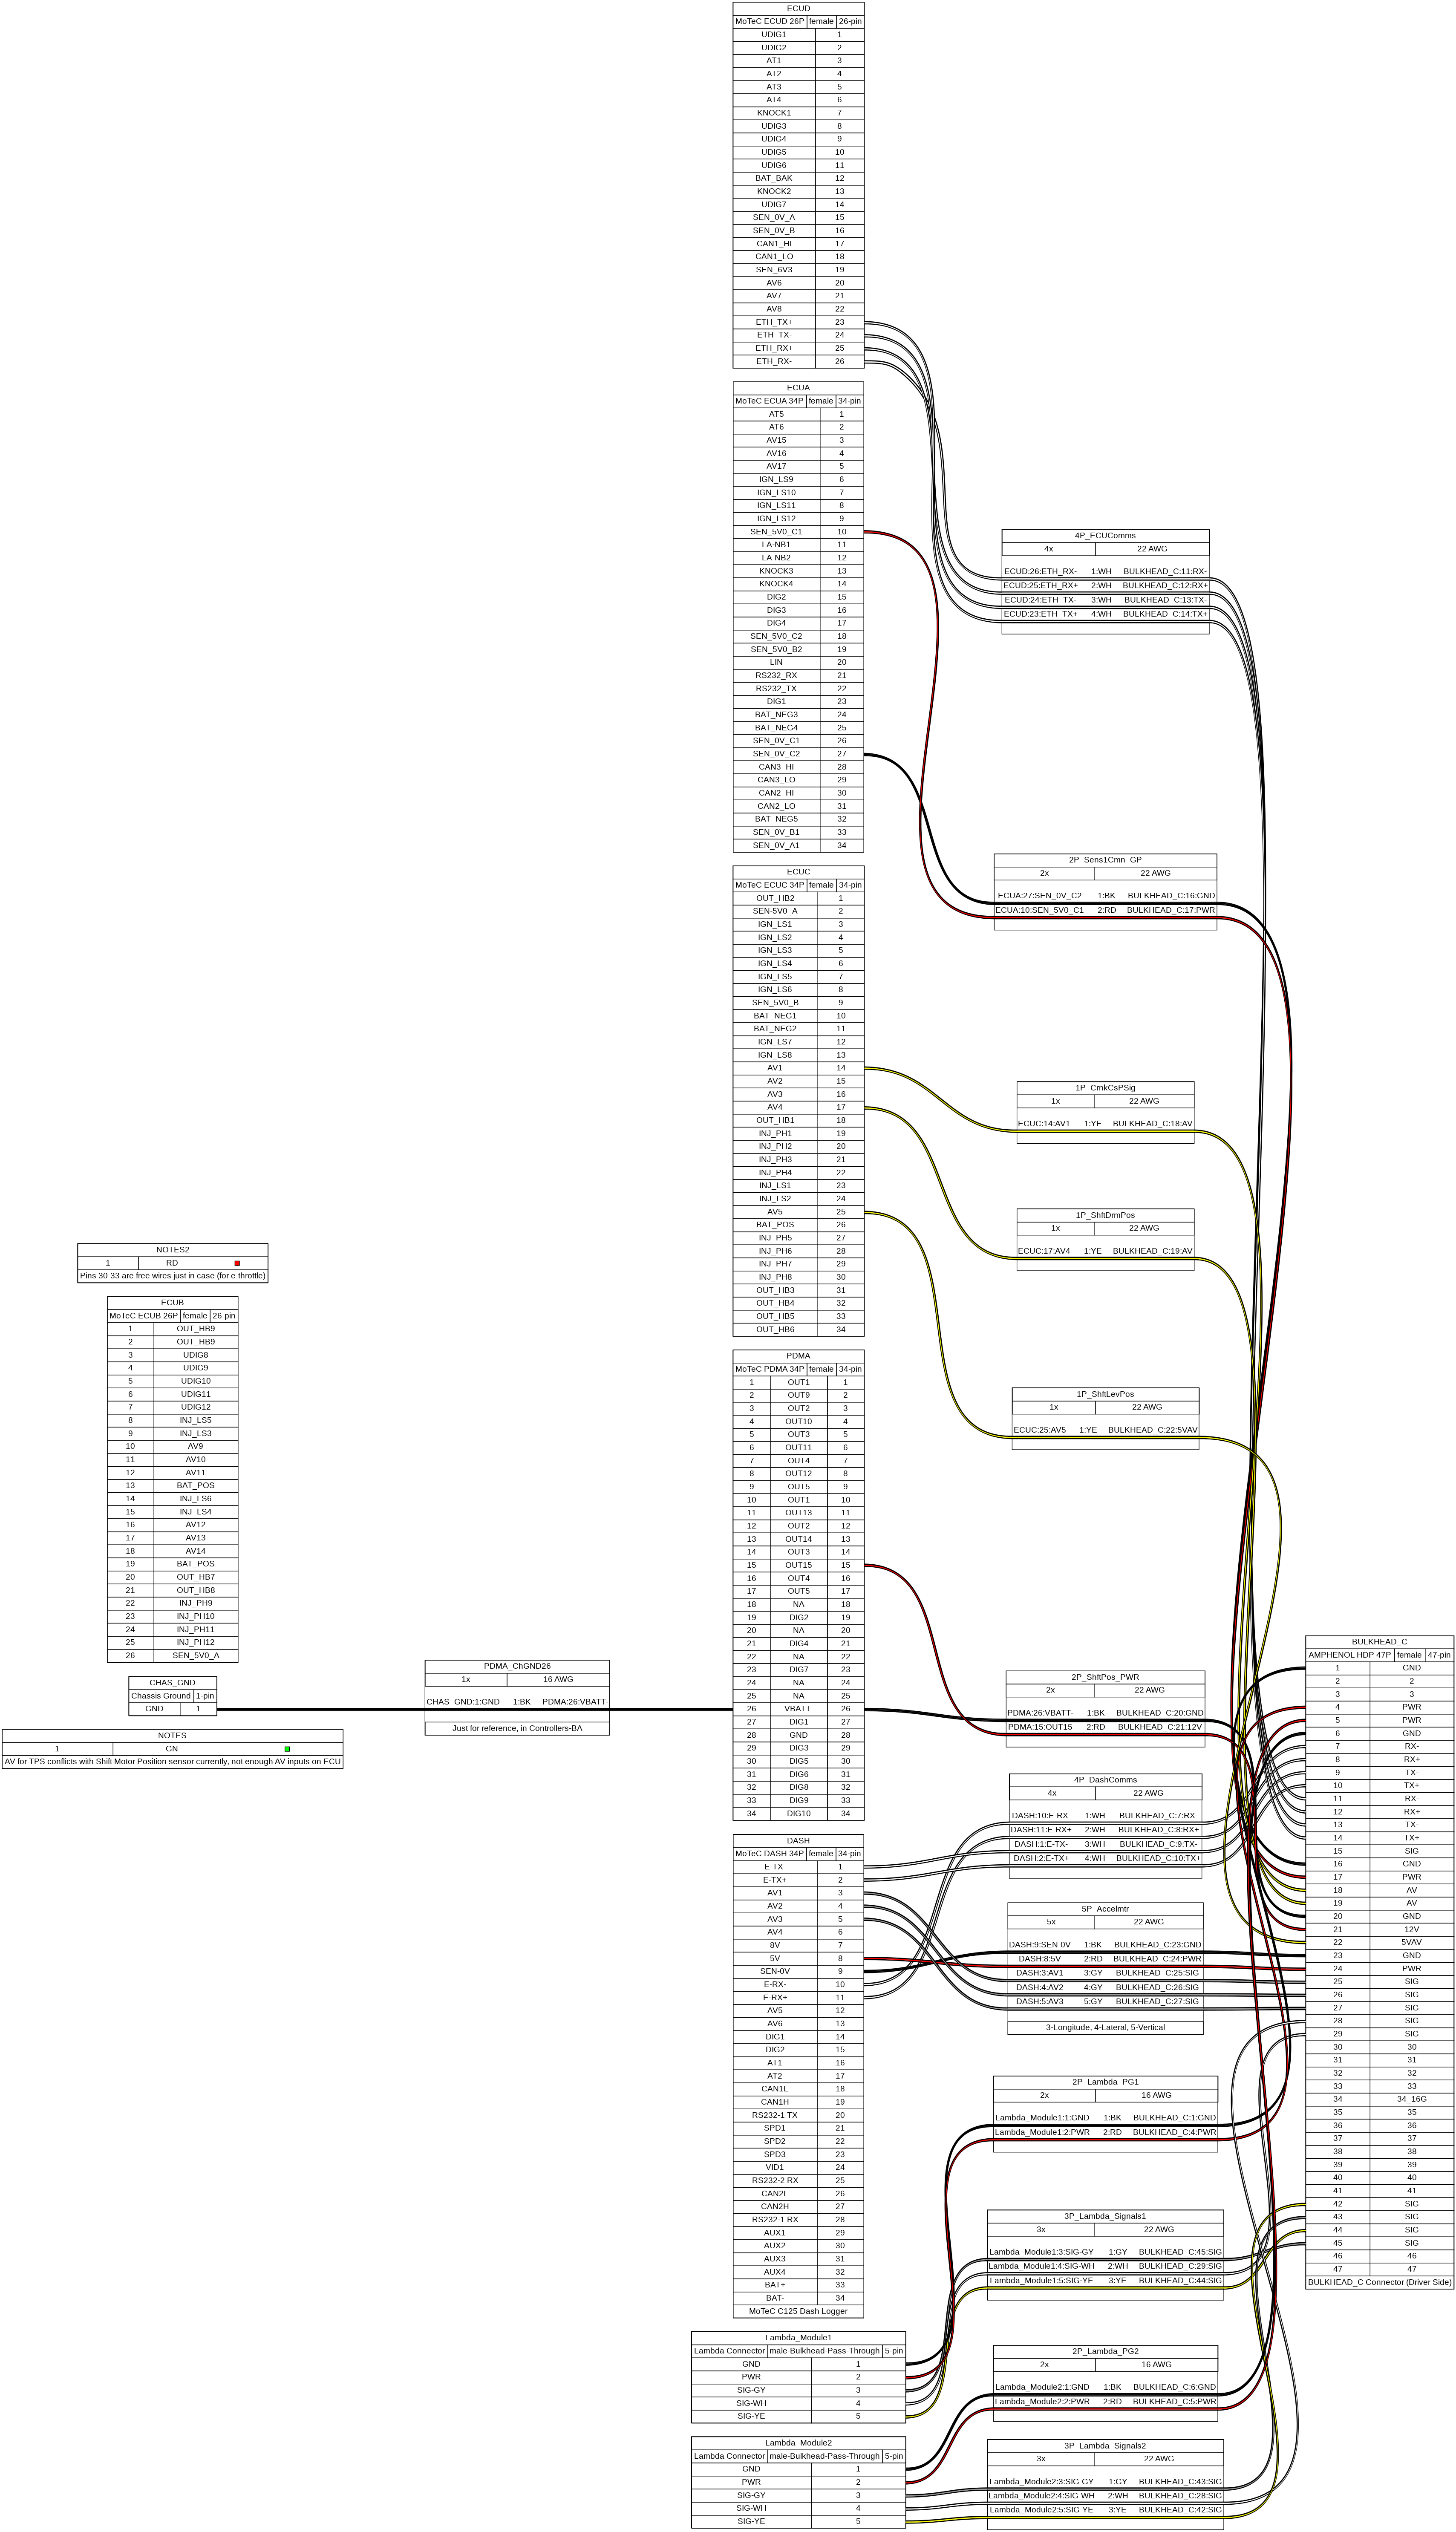 NOTES2
1 RD
Pins 30-33 are free wires just in case (for e-throttle)
ECUB
MoTeC ECUB 26P female 26-pin
1 OUT_HB9
2 OUT_HB9
3 UDIG8
4 UDIG9
5 UDIG10
6 UDIG11
7 UDIG12
8 INJ_LS5
9 INJ_LS3
10 AV9
11 AV10
12 AV11
13 BAT_POS
14 INJ_LS6
15 INJ_LS4
16 AV12
17 AV13
18 AV14
19 BAT_POS
20 OUT_HB7
21 OUT_HB8
22 INJ_PH9
23 INJ_PH10
24 INJ_PH11
25 INJ_PH12
26 SEN_5V0_A
CHAS_GND
Chassis Ground 1-pin
GND 1
NOTES
1 GN
AV for TPS conflicts with Shift Motor Position sensor currently, not enough AV inputs on ECU
PDMA_ChGND26
1x 16 AWG
CHAS_GND:1:GND 1:BK PDMA:26:VBATT-
Just for reference, in Controllers-BA
ECUD
MoTeC ECUD 26P female 26-pin
UDIG1 1
UDIG2 2
AT1 3
AT2 4
AT3 5
AT4 6
KNOCK1 7
UDIG3 8
UDIG4 9
UDIG5 10
UDIG6 11
BAT_BAK 12
KNOCK2 13
UDIG7 14
SEN_0V_A 15
SEN_0V_B 16
CAN1_HI 17
CAN1_LO 18
SEN_6V3 19
AV6 20
AV7 21
AV8 22
ETH_TX+ 23
ETH_TX- 24
ETH_RX+ 25
ETH_RX- 26
ECUA
MoTeC ECUA 34P female 34-pin
AT5 1
AT6 2
AV15 3
AV16 4
AV17 5
IGN_LS9 6
IGN_LS10 7
IGN_LS11 8
IGN_LS12 9
SEN_5V0_C1 10
LA-NB1 11
LA-NB2 12
KNOCK3 13
KNOCK4 14
DIG2 15
DIG3 16
DIG4 17
SEN_5V0_C2 18
SEN_5V0_B2 19
LIN 20
RS232_RX 21
RS232_TX 22
DIG1 23
BAT_NEG3 24
BAT_NEG4 25
SEN_0V_C1 26
SEN_0V_C2 27
CAN3_HI 28
CAN3_LO 29
CAN2_HI 30
CAN2_LO 31
BAT_NEG5 32
SEN_0V_B1 33
SEN_0V_A1 34
ECUC
MoTeC ECUC 34P female 34-pin
OUT_HB2 1
SEN-5V0_A 2
IGN_LS1 3
IGN_LS2 4
IGN_LS3 5
IGN_LS4 6
IGN_LS5 7
IGN_LS6 8
SEN_5V0_B 9
BAT_NEG1 10
BAT_NEG2 11
IGN_LS7 12
IGN_LS8 13
AV1 14
AV2 15
AV3 16
AV4 17
OUT_HB1 18
INJ_PH1 19
INJ_PH2 20
INJ_PH3 21
INJ_PH4 22
INJ_LS1 23
INJ_LS2 24
AV5 25
BAT_POS 26
INJ_PH5 27
INJ_PH6 28
INJ_PH7 29
INJ_PH8 30
OUT_HB3 31
OUT_HB4 32
OUT_HB5 33
OUT_HB6 34
PDMA
MoTeC PDMA 34P female 34-pin
1 OUT1 1
2 OUT9 2
3 OUT2 3
4 OUT10 4
5 OUT3 5
6 OUT11 6
7 OUT4 7
8 OUT12 8
9 OUT5 9
10 OUT1 10
11 OUT13 11
12 OUT2 12
13 OUT14 13
14 OUT3 14
15 OUT15 15
16 OUT4 16
17 OUT5 17
18 NA 18
19 DIG2 19
20 NA 20
21 DIG4 21
22 NA 22
23 DIG7 23
24 NA 24
25 NA 25
26 VBATT- 26
27 DIG1 27
28 GND 28
29 DIG3 29
30 DIG5 30
31 DIG6 31
32 DIG8 32
33 DIG9 33
34 DIG10 34
DASH
MoTeC DASH 34P female 34-pin
E-TX- 1
E-TX+ 2
AV1 3
AV2 4
AV3 5
AV4 6
8V 7
5V 8
SEN-0V 9
E-RX- 10
E-RX+ 11
AV5 12
AV6 13
DIG1 14
DIG2 15
AT1 16
AT2 17
CAN1L 18
CAN1H 19
RS232-1 TX 20
SPD1 21
SPD2 22
SPD3 23
VID1 24
RS232-2 RX 25
CAN2L 26
CAN2H 27
RS232-1 RX 28
AUX1 29
AUX2 30
AUX3 31
AUX4 32
BAT+ 33
BAT- 34
MoTeC C125 Dash Logger
Lambda_Module1
Lambda Connector male-Bulkhead-Pass-Through 5-pin
GND 1
PWR 2
SIG-GY 3
SIG-WH 4
SIG-YE 5
Lambda_Module2
Lambda Connector male-Bulkhead-Pass-Through 5-pin
GND 1
PWR 2
SIG-GY 3
SIG-WH 4
SIG-YE 5
4P_ECUComms
4x 22 AWG
ECUD:26:ETH_RX- 1:WH BULKHEAD_C:11:RX-
ECUD:25:ETH_RX+ 2:WH BULKHEAD_C:12:RX+
ECUD:24:ETH_TX- 3:WH BULKHEAD_C:13:TX-
ECUD:23:ETH_TX+ 4:WH BULKHEAD_C:14:TX+
2P_Sens1Cmn_GP
2x 22 AWG
ECUA:27:SEN_0V_C2 1:BK BULKHEAD_C:16:GND
ECUA:10:SEN_5V0_C1 2:RD BULKHEAD_C:17:PWR
1P_CmkCsPSig
1x 22 AWG
ECUC:14:AV1 1:YE BULKHEAD_C:18:AV
1P_ShftDrmPos
1x 22 AWG
ECUC:17:AV4 1:YE BULKHEAD_C:19:AV
1P_ShftLevPos
1x 22 AWG
ECUC:25:AV5 1:YE BULKHEAD_C:22:5VAV
2P_ShftPos_PWR
2x 22 AWG
PDMA:26:VBATT- 1:BK BULKHEAD_C:20:GND
PDMA:15:OUT15 2:RD BULKHEAD_C:21:12V
4P_DashComms
4x 22 AWG
DASH:10:E-RX- 1:WH BULKHEAD_C:7:RX-
DASH:11:E-RX+ 2:WH BULKHEAD_C:8:RX+
DASH:1:E-TX- 3:WH BULKHEAD_C:9:TX-
DASH:2:E-TX+ 4:WH BULKHEAD_C:10:TX+
5P_Accelmtr
5x 22 AWG
DASH:9:SEN-0V 1:BK BULKHEAD_C:23:GND
DASH:8:5V 2:RD BULKHEAD_C:24:PWR
DASH:3:AV1 3:GY BULKHEAD_C:25:SIG
DASH:4:AV2 4:GY BULKHEAD_C:26:SIG
DASH:5:AV3 5:GY BULKHEAD_C:27:SIG
3-Longitude, 4-Lateral, 5-Vertical
2P_Lambda_PG1
2x 16 AWG
Lambda_Module1:1:GND 1:BK BULKHEAD_C:1:GND
Lambda_Module1:2:PWR 2:RD BULKHEAD_C:4:PWR
3P_Lambda_Signals1
3x 22 AWG
Lambda_Module1:3:SIG-GY 1:GY BULKHEAD_C:45:SIG
Lambda_Module1:4:SIG-WH 2:WH BULKHEAD_C:29:SIG
Lambda_Module1:5:SIG-YE 3:YE BULKHEAD_C:44:SIG
2P_Lambda_PG2
2x 16 AWG
Lambda_Module2:1:GND 1:BK BULKHEAD_C:6:GND
Lambda_Module2:2:PWR 2:RD BULKHEAD_C:5:PWR
3P_Lambda_Signals2
3x 22 AWG
Lambda_Module2:3:SIG-GY 1:GY BULKHEAD_C:43:SIG
Lambda_Module2:4:SIG-WH 2:WH BULKHEAD_C:28:SIG
Lambda_Module2:5:SIG-YE 3:YE BULKHEAD_C:42:SIG
BULKHEAD_C
AMPHENOL HDP 47P female 47-pin
1 GND
2 2
3 3
4 PWR
5 PWR
6 GND
7 RX-
8 RX+
9 TX-
10 TX+
11 RX-
12 RX+
13 TX-
14 TX+
15 SIG
16 GND
17 PWR
18 AV
19 AV
20 GND
21 12V
22 5VAV
23 GND
24 PWR
25 SIG
26 SIG
27 SIG
28 SIG
29 SIG
30 30
31 31
32 32
33 33
34 34_16G
35 35
36 36
37 37
38 38
39 39
40 40
41 41
42 SIG
43 SIG
44 SIG
45 SIG
46 46
47 47
BULKHEAD_C Connector (Driver Side)